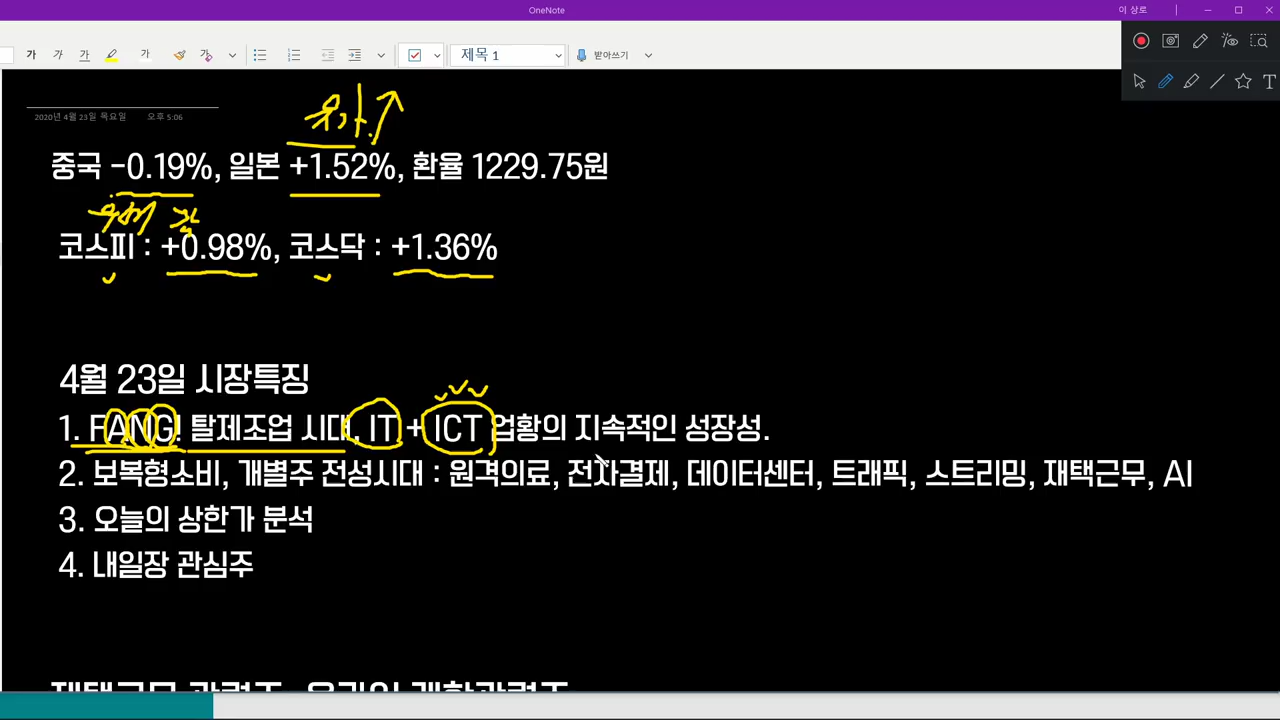 OneNote
이 상로
가 가 가 가 가 제목 1 받아쓰기
T
2020년 4월 23일 목요일 오후 5:06
중국 -0.19%, 일본 +1.52%, 환율 1229.75원
코스피 : +0.98%, 코스닥 : +1.36%
4월 23일 시장특징
1. FANG! 탈제조업 시대, IT + ICT 업황의 지속적인 성장성.
2. 보복형소비, 개별주 전성시대 : 원격의료, 전자결제, 데이터센터, 트래픽, 스트리밍, 재택근무, AI
3. 오늘의 상한가 분석
4. 내일장 관심주